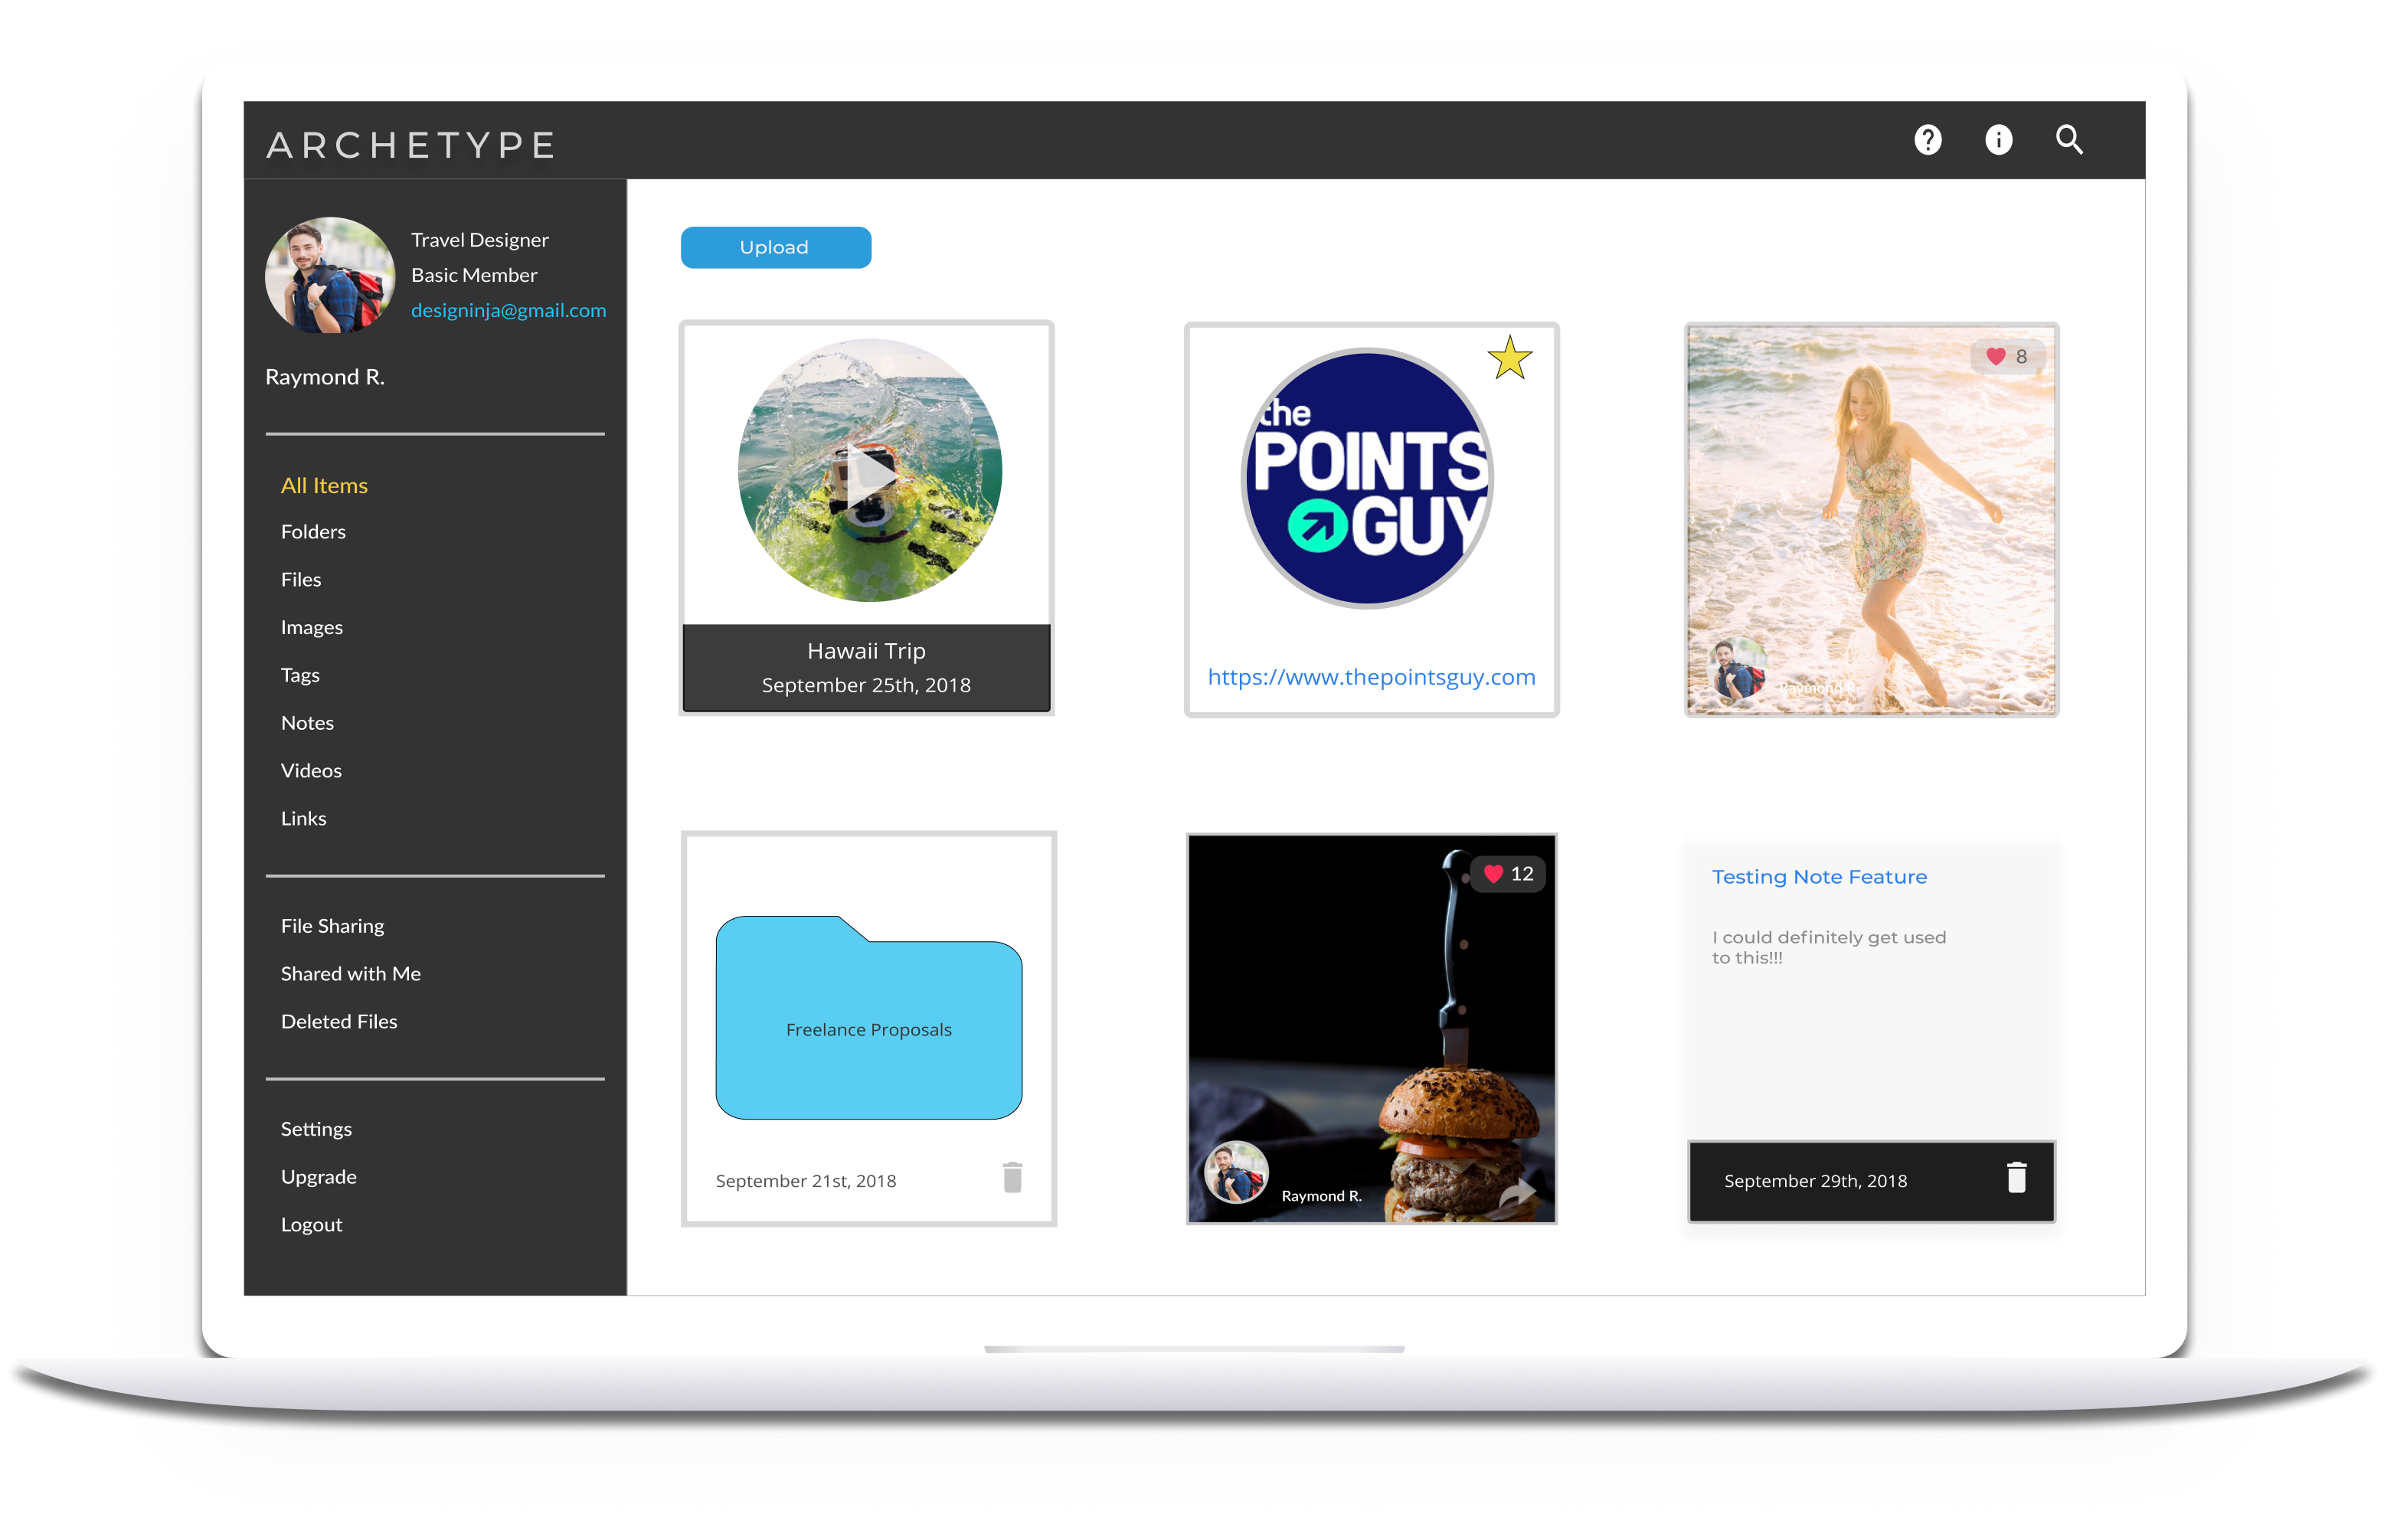 ARCHETYPE
Travel Designer
Basic Member
designinja@gmail.com
Raymond R.
All Items
Folders
Files
Images
Tags
Notes
Videos
Links
File Sharing
Shared with Me
Deleted Files
Settings
Upgrade
Logout
Upload
Hawaii Trip
September 25th, 2018
the
POINTS
GUY
https://www.thepointsguy.com
8
Raymond R.
Freelance Proposals
September 21st, 2018
12
Raymond R.
Testing Note Feature
I could definitely get used
to this!!!
September 29th, 2018